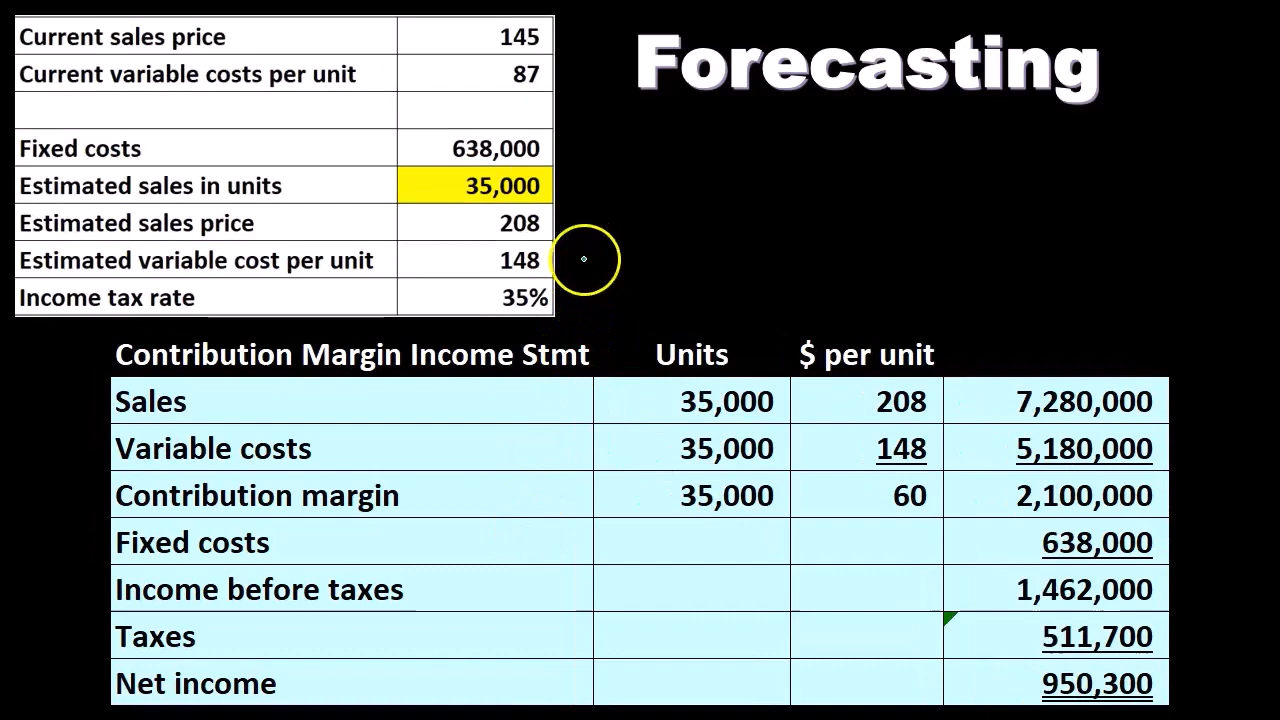 Forecasting
Current sales price 145
Current variable costs per unit 87
Fixed costs 638,000
Estimated sales in units 35,000
Estimated sales price 208
Estimated variable cost per unit 148
Income tax rate 35%
Contribution Margin Income Stmt Units $ per unit
Sales 35,000 208 7,280,000
Variable costs 35,000 148 5,180,000
Contribution margin 35,000 60 2,100,000
Fixed costs 638,000
Income before taxes 1,462,000
Taxes 511,700
Net income 950,300